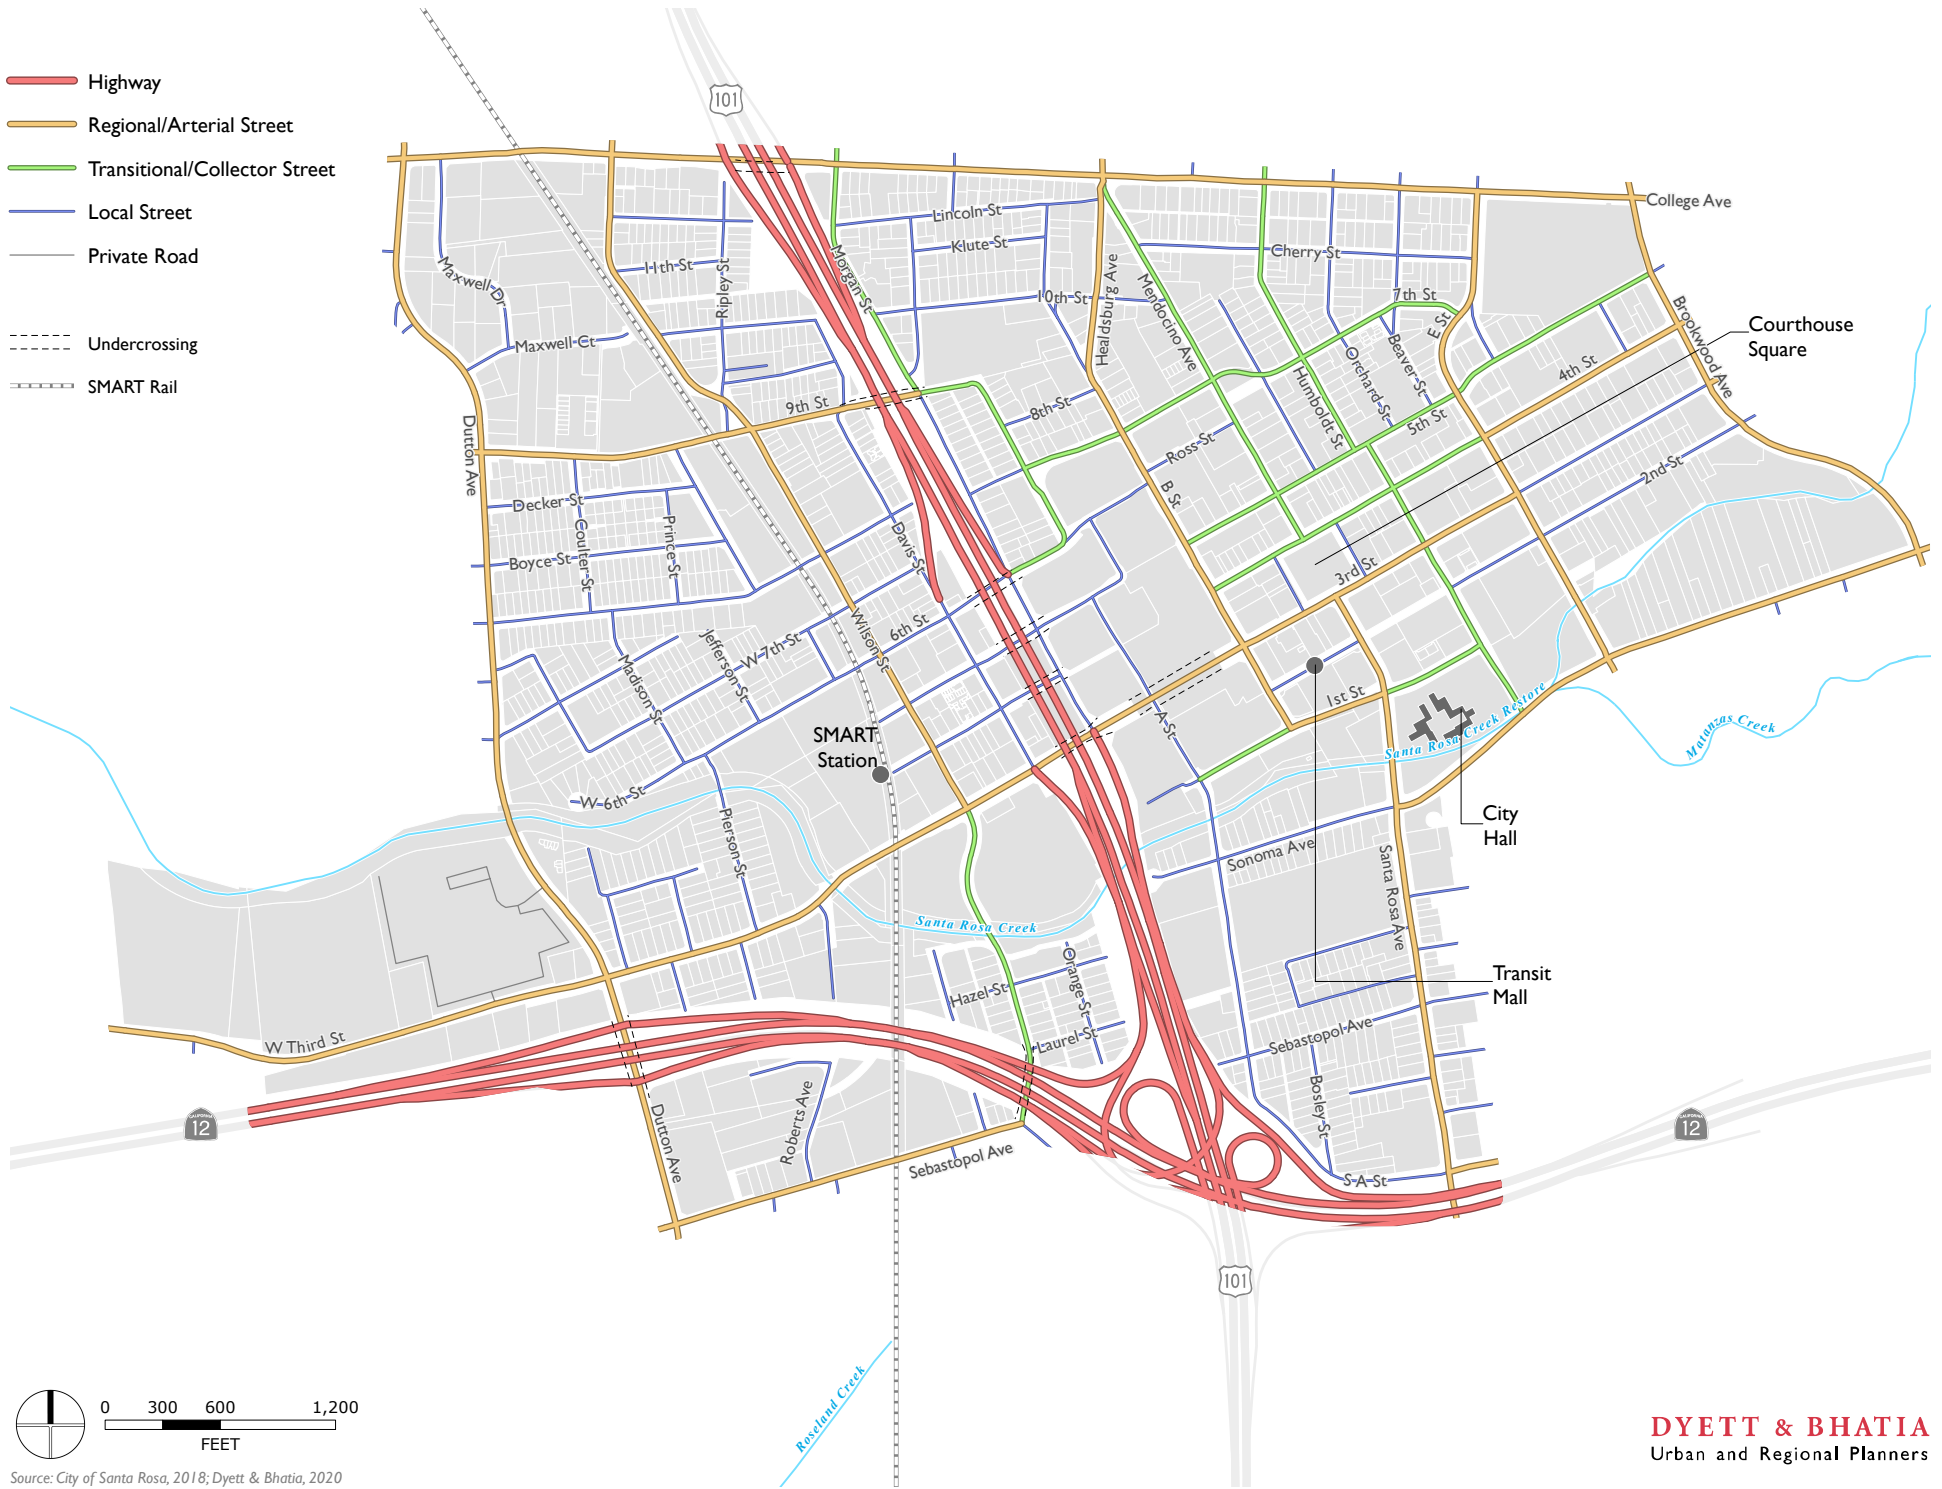 101
Highway
Regional/Arterial Street
Transitional/Collector Street
Local Street
Private Road
Undercrossing
SMART Rail
College Ave
Lincoln St
Klute St
Cherry St
11th St
Ripley St
Morgan St
Maxwell Dr
Maxwell Ct
10th St
Healdsburg Ave
Mendocino Ave
7th St
E St
Brookwood Ave
Courthouse
Square
Orchard St
Beaver St
4th St
Humboldt St
9th St
8th St
5th St
Dutton Ave
Ross St
2nd St
B St
Decker St
Coulter St
Prince St
Davis St
Boyce St
3rd St
Wilson St
6th St
Jefferson St
W 7th St
Madison St
1st St
A St
SMART
Station
Santa Rosa Creek Restore
Matanzas Creek
W 6th St
Pierson St
City
Hall
Sonoma Ave
Santa Rosa Ave
Santa Rosa Creek
Orange St
Hazel St
Transit
Mall
W Third St
Laurel St
Sebastopol Ave
CALIFORNIA
12
Dutton Ave
Roberts Ave
Bosley St
CALIFORNIA
12
Sebastopol Ave
S A St
101
Roseland Creek
0 300 600 1,200
FEET
DYETT & BHATIA
Urban and Regional Planners
Source: City of Santa Rosa, 2018; Dyett & Bhatia, 2020